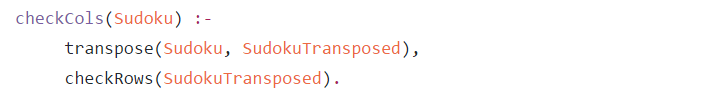 checkCols(Sudoku) :-
transpose(Sudoku, SudokuTransposed),
checkRows(SudokuTransposed).